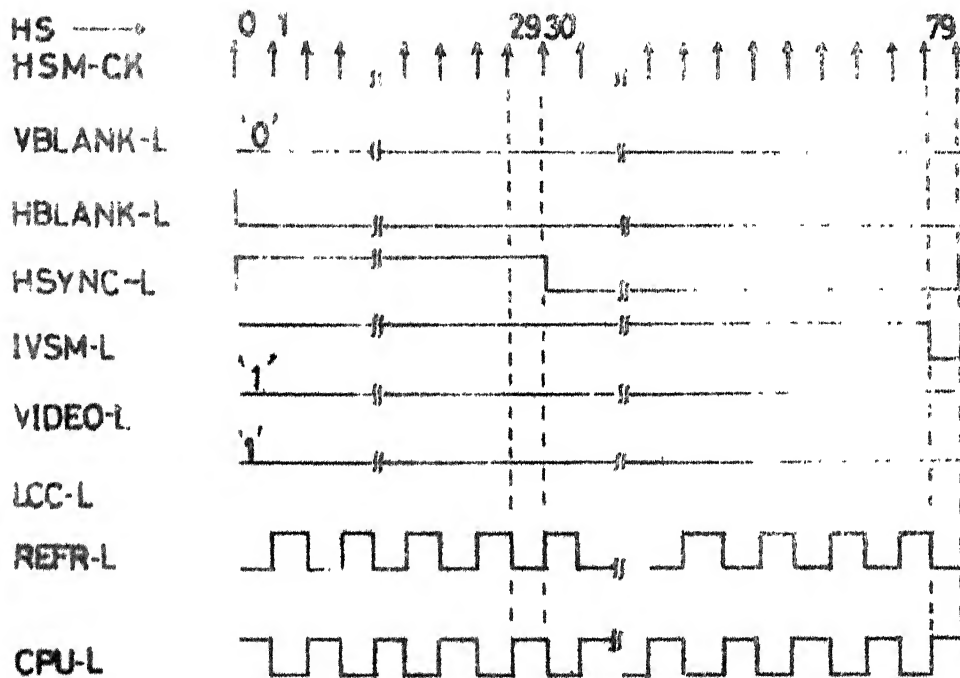 HS 0 1 29 30 79
HSM-CK
VBLANK-L '0'
HBLANK-L
HSYNC-L
IVSM-L
VIDEO-L '1'
LCC-L '1'
REFR-L
CPU-L